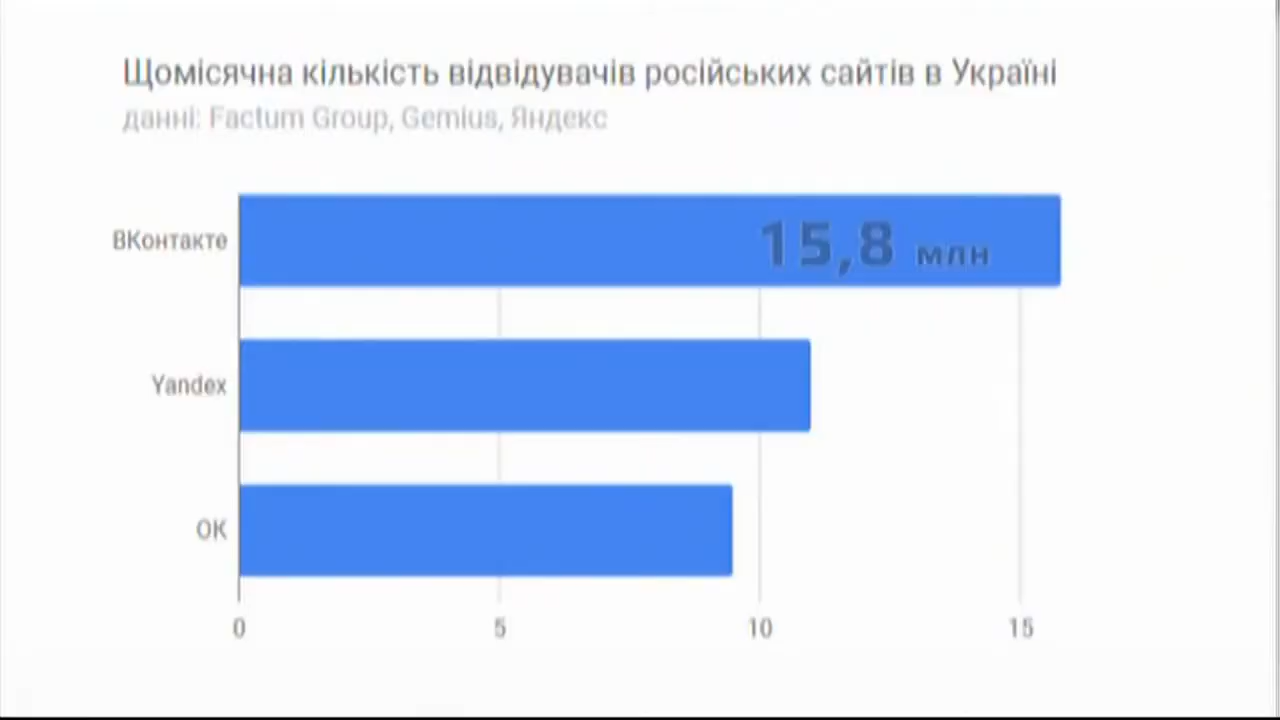 Щомісячна кількість відвідувачів російських сайтів в Україні
данні: Factum Group, Gemius, Яндекс
ВКонтакте
15,8 млн
Yandex
ОК
0 5 10 15